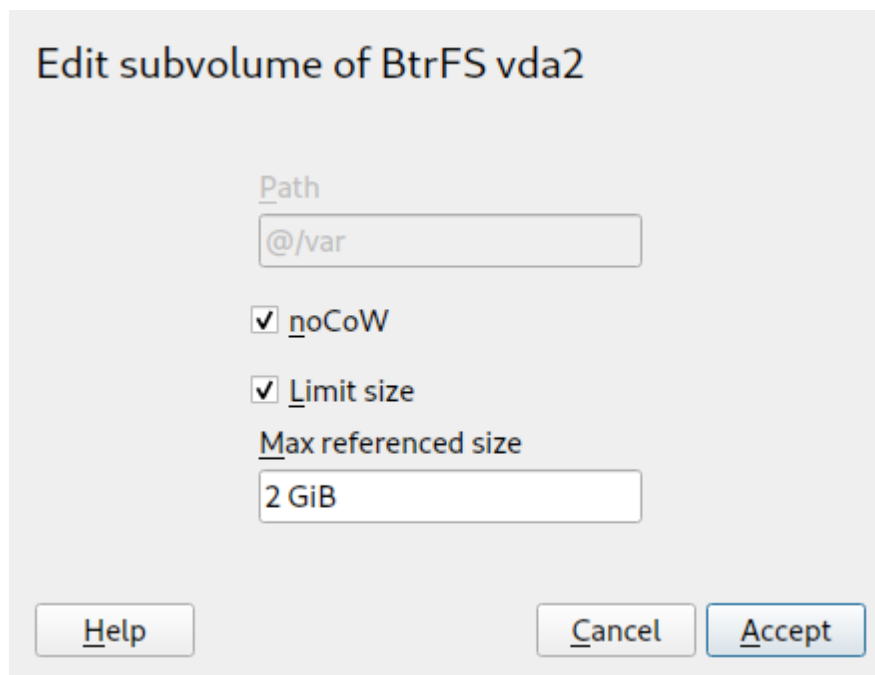 Edit subvolume of BtrFS vda2
Path
@/var
noCoW
Limit size
Max referenced size
2 GiB
Help Cancel Accept